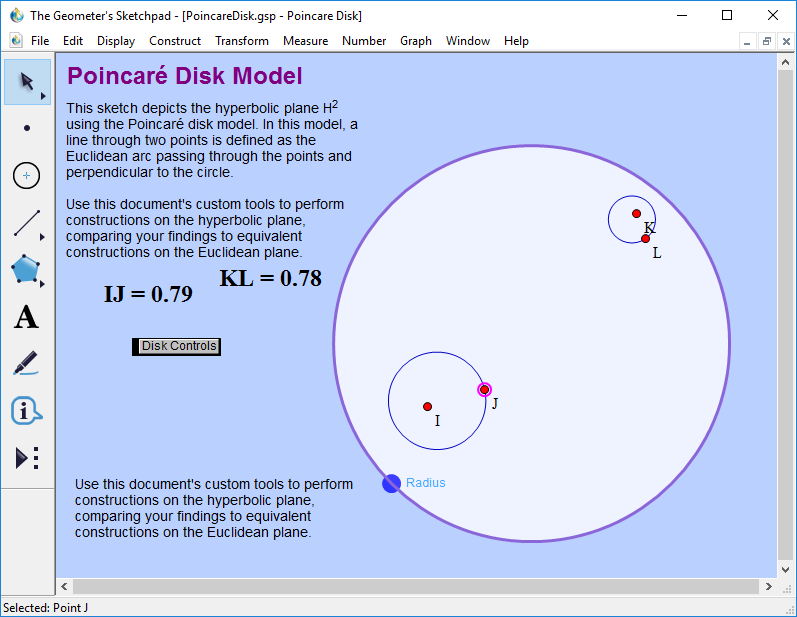 The Geometer's Sketchpad - [PoincareDisk.gsp - Poincare Disk]
File Edit Display Construct Transform Measure Number Graph Window Help
Poincaré Disk Model
This sketch depicts the hyperbolic plane H²
using the Poincaré disk model. In this model, a
line through two points is defined as the
Euclidean arc passing through the points and
perpendicular to the circle.
Use this document's custom tools to perform
constructions on the hyperbolic plane,
comparing your findings to equivalent
constructions on the Euclidean plane.
IJ = 0.79
KL = 0.78
Disk Controls
K
L
J
I
Radius
Use this document's custom tools to perform
constructions on the hyperbolic plane,
comparing your findings to equivalent
constructions on the Euclidean plane.
A
i
Selected: Point J